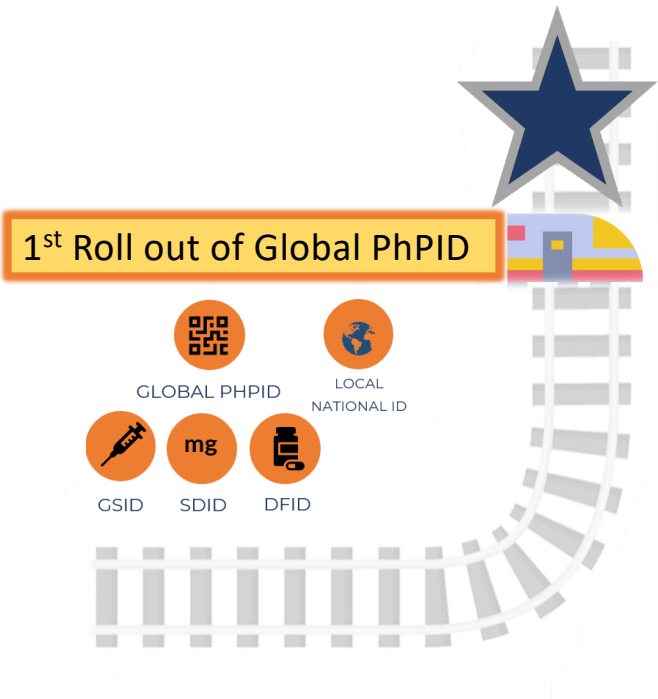 1st Roll out of Global PhPID
GLOBAL PHPID
LOCAL
NATIONAL ID
mg
GSID
SDID
DFID